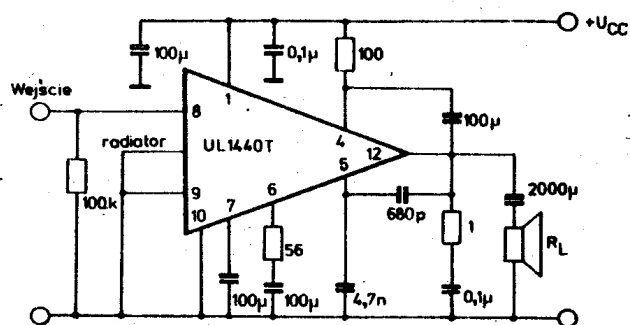 +U_CC
100µ
0,1µ
100
Wejście
8
1
4
100µ
radiator
UL1440T
12
5
100k
9
10
7
6
680p
1
2000µ
R_L
56
100µ
100µ
4,7n
0,1µ